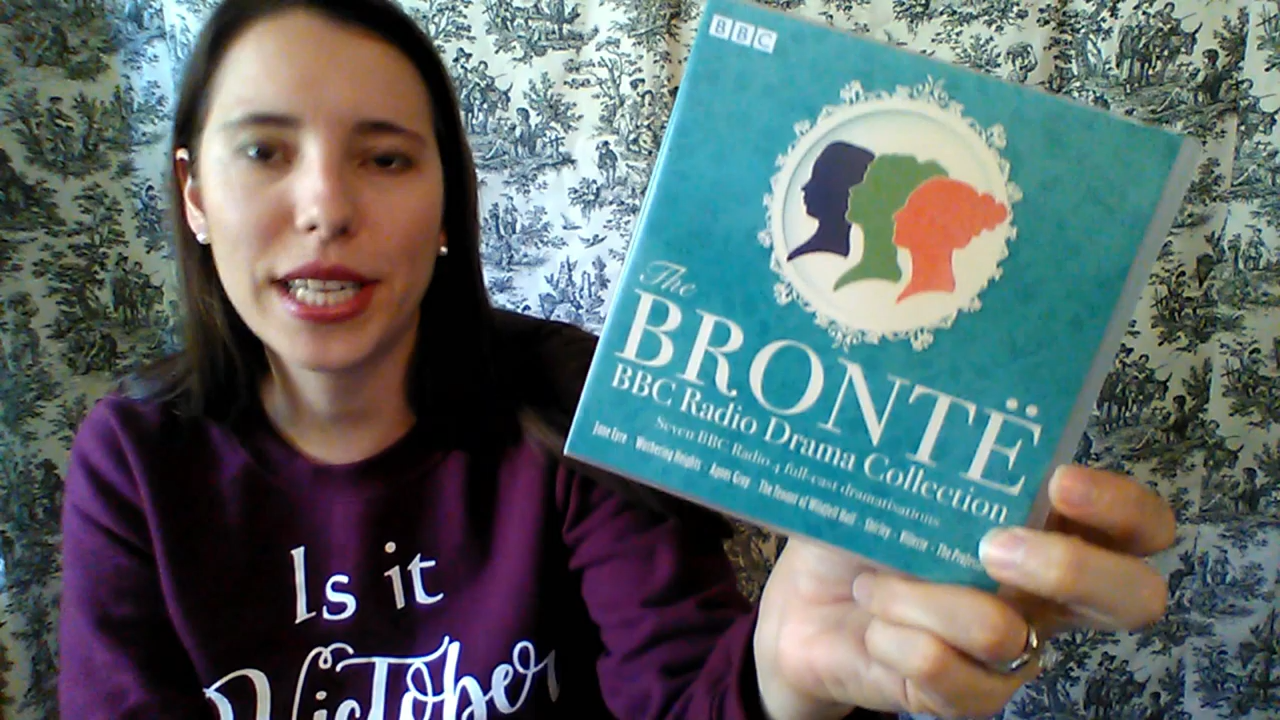 BBC
The
BRONTË
BBC Radio Drama Collection
Seven BBC Radio 4 full-cast dramatisations
Jane Eyre · Wuthering Heights · Agnes Grey · The Tenant of Wildfell Hall · Shirley · Villette · The
Is it
Victober